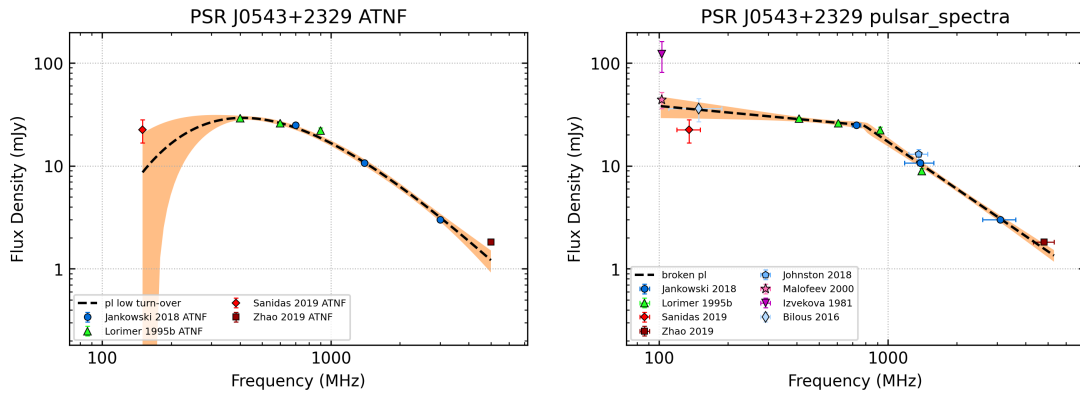 PSR J0543+2329 ATNF
Flux Density (mJy)
100
10
1
pl low turn-over
Jankowski 2018 ATNF
Lorimer 1995b ATNF
Sanidas 2019 ATNF
Zhao 2019 ATNF
100
1000
Frequency (MHz)
PSR J0543+2329 pulsar_spectra
Flux Density (mJy)
100
10
1
broken pl
Jankowski 2018
Lorimer 1995b
Sanidas 2019
Zhao 2019
Johnston 2018
Malofeev 2000
Izvekova 1981
Bilous 2016
100
1000
Frequency (MHz)